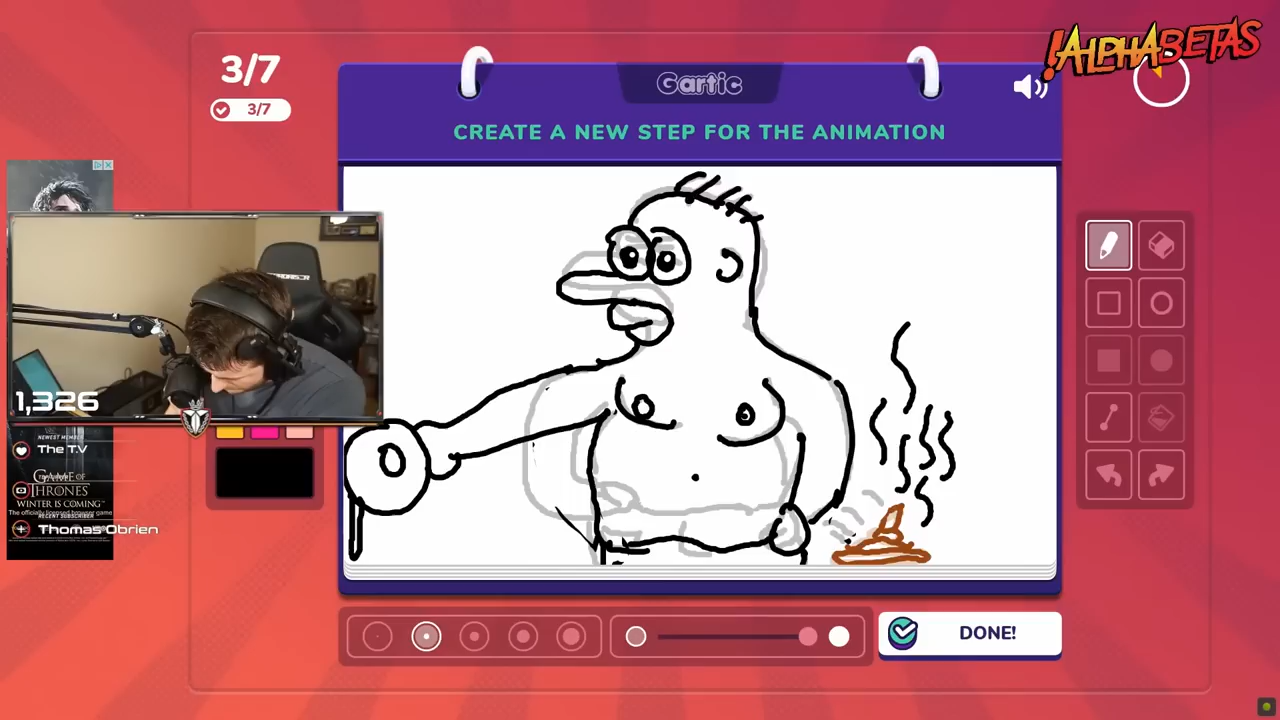 !ALPHABETAS
3/7
3/7
Gartic
CREATE A NEW STEP FOR THE ANIMATION
1,326
NEWEST MEMBER
The T.V
GAME OF
THRONES
WINTER IS COMING™
RECENT SUBSCRIBER
Thomas Obrien
DONE!